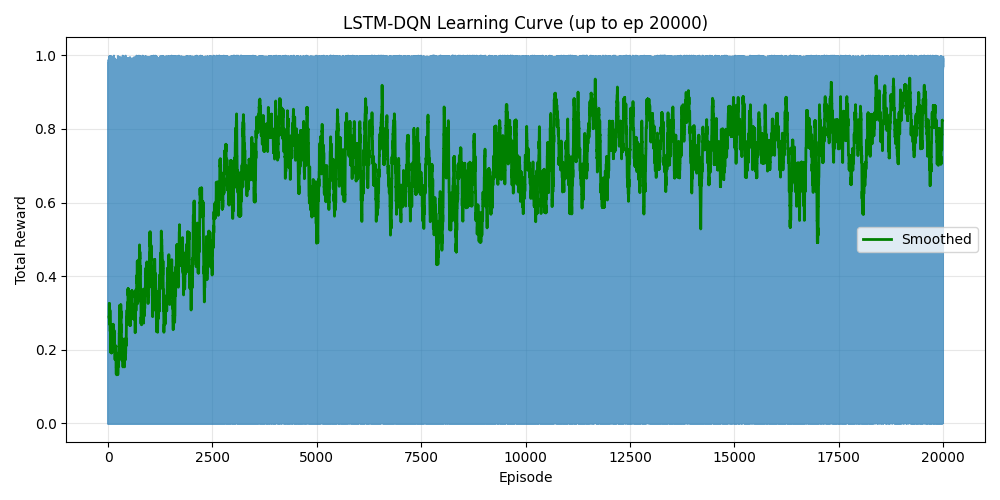 LSTM-DQN Learning Curve (up to ep 20000)
Total Reward
1.0
0.8
0.6
0.4
0.2
0.0
Smoothed
0 2500 5000 7500 10000 12500 15000 17500 20000
Episode